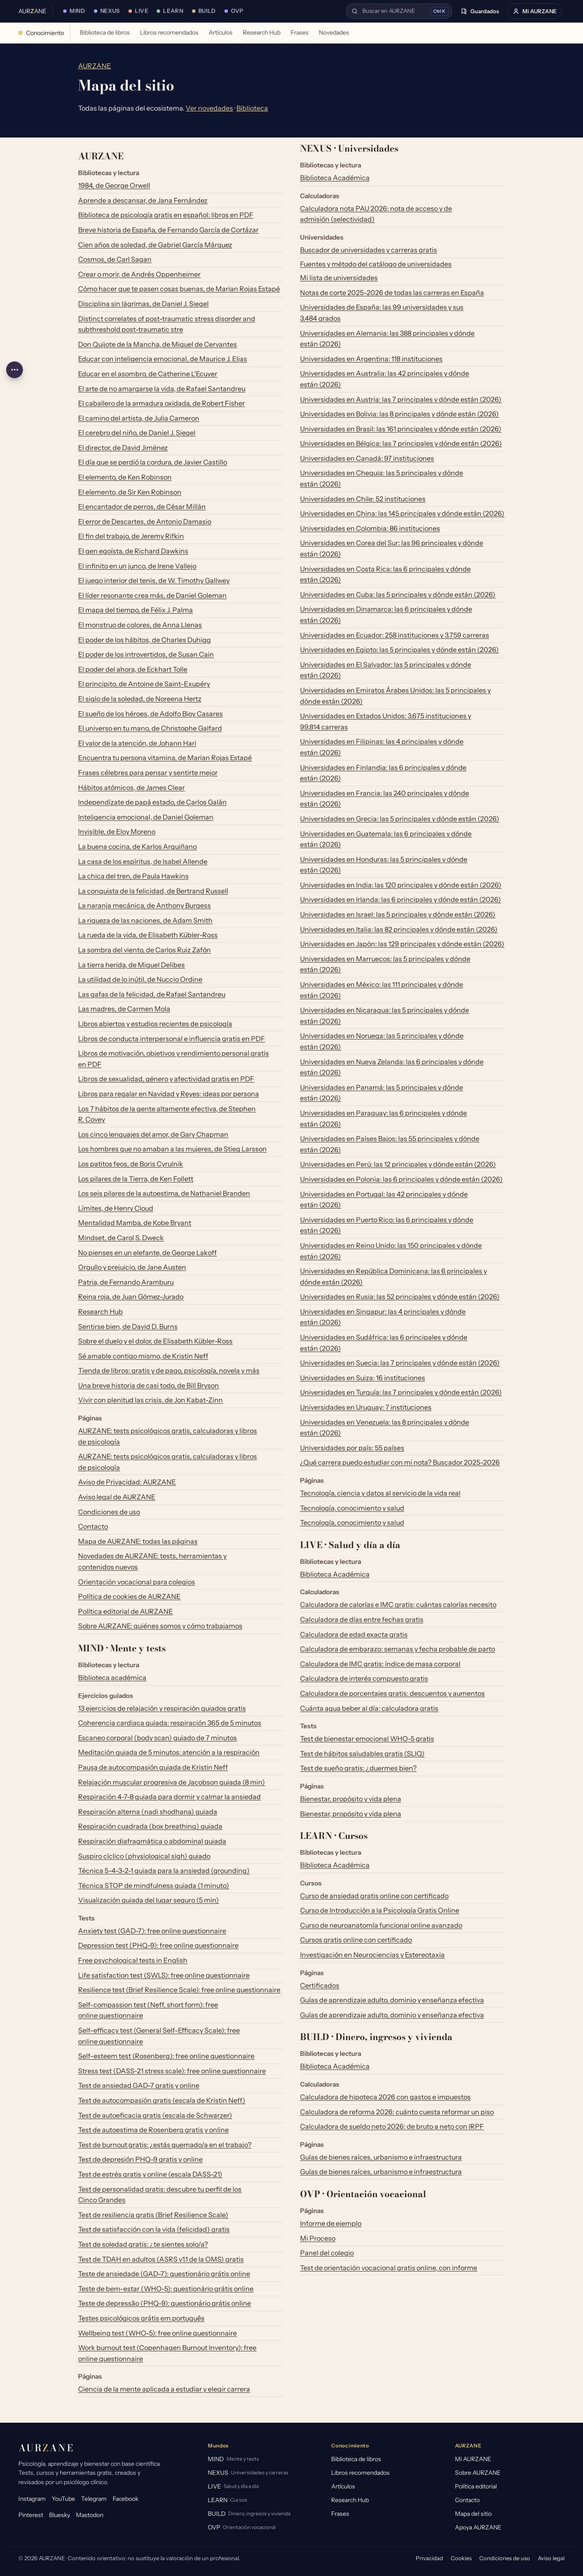 AURZANE
MIND
NEXUS
LIVE
LEARN
BUILD
OVP
Buscar en AURZANE
Ctrl K
Guardados
Mi AURZANE
Conocimiento
Biblioteca de libros
Libros recomendados
Artículos
Research Hub
Frases
Novedades
AURZANE
Mapa del sitio
Todas las páginas del ecosistema. Ver novedades · Biblioteca
AURZANE
Bibliotecas y lectura
1984, de George Orwell
Aprende a descansar, de Jana Fernández
Biblioteca de psicología gratis en español: libros en PDF
Breve historia de España, de Fernando García de Cortázar
Cien años de soledad, de Gabriel García Márquez
Cosmos, de Carl Sagan
Crear o morir, de Andrés Oppenheimer
Cómo hacer que te pasen cosas buenas, de Marian Rojas Estapé
Disciplina sin lágrimas, de Daniel J. Siegel
Distinct correlates of post-traumatic stress disorder and
subthreshold post-traumatic stre
Don Quijote de la Mancha, de Miguel de Cervantes
Educar con inteligencia emocional, de Maurice J. Elias
Educar en el asombro, de Catherine L'Ecuyer
El arte de no amargarse la vida, de Rafael Santandreu
El caballero de la armadura oxidada, de Robert Fisher
El camino del artista, de Julia Cameron
El cerebro del niño, de Daniel J. Siegel
El director, de David Jiménez
El día que se perdió la cordura, de Javier Castillo
El elemento, de Ken Robinson
El elemento, de Sir Ken Robinson
El encantador de perros, de César Millán
El error de Descartes, de Antonio Damasio
El fin del trabajo, de Jeremy Rifkin
El gen egoísta, de Richard Dawkins
El infinito en un junco, de Irene Vallejo
El juego interior del tenis, de W. Timothy Gallwey
El líder resonante crea más, de Daniel Goleman
El mapa del tiempo, de Félix J. Palma
El monstruo de colores, de Anna Llenas
El poder de los hábitos, de Charles Duhigg
El poder de los introvertidos, de Susan Cain
El poder del ahora, de Eckhart Tolle
El principito, de Antoine de Saint-Exupéry
El siglo de la soledad, de Noreena Hertz
El sueño de los héroes, de Adolfo Bioy Casares
El universo en tu mano, de Christophe Galfard
El valor de la atención, de Johann Hari
Encuentra tu persona vitamina, de Marian Rojas Estapé
Frases célebres para pensar y sentirte mejor
Hábitos atómicos, de James Clear
Independízate de papá estado, de Carlos Galán
Inteligencia emocional, de Daniel Goleman
Invisible, de Eloy Moreno
La buena cocina, de Karlos Arguiñano
La casa de los espíritus, de Isabel Allende
La chica del tren, de Paula Hawkins
La conquista de la felicidad, de Bertrand Russell
La naranja mecánica, de Anthony Burgess
La riqueza de las naciones, de Adam Smith
La rueda de la vida, de Elisabeth Kübler-Ross
La sombra del viento, de Carlos Ruiz Zafón
La tierra herida, de Miguel Delibes
La utilidad de lo inútil, de Nuccio Ordine
Las gafas de la felicidad, de Rafael Santandreu
Las madres, de Carmen Mola
Libros abiertos y estudios recientes de psicología
Libros de conducta interpersonal e influencia gratis en PDF
Libros de motivación, objetivos y rendimiento personal gratis
en PDF
Libros de sexualidad, género y afectividad gratis en PDF
Libros para regalar en Navidad y Reyes: ideas por persona
Los 7 hábitos de la gente altamente efectiva, de Stephen
R. Covey
Los cinco lenguajes del amor, de Gary Chapman
Los hombres que no amaban a las mujeres, de Stieg Larsson
Los patitos feos, de Boris Cyrulnik
Los pilares de la Tierra, de Ken Follett
Los seis pilares de la autoestima, de Nathaniel Branden
Límites, de Henry Cloud
Mentalidad Mamba, de Kobe Bryant
Mindset, de Carol S. Dweck
No pienses en un elefante, de George Lakoff
Orgullo y prejuicio, de Jane Austen
Patria, de Fernando Aramburu
Reina roja, de Juan Gómez-Jurado
Research Hub
Sentirse bien, de David D. Burns
Sobre el duelo y el dolor, de Elisabeth Kübler-Ross
Sé amable contigo mismo, de Kristin Neff
Tienda de libros: gratis y de pago, psicología, novela y más
Una breve historia de casi todo, de Bill Bryson
Vivir con plenitud las crisis, de Jon Kabat-Zinn
Páginas
AURZANE: tests psicológicos gratis, calculadoras y libros
de psicología
AURZANE: tests psicológicos gratis, calculadoras y libros
de psicología
Aviso de Privacidad: AURZANE
Aviso legal de AURZANE
Condiciones de uso
Contacto
Mapa de AURZANE: todas las páginas
Novedades de AURZANE: tests, herramientas y
contenidos nuevos
Orientación vocacional para colegios
Política de cookies de AURZANE
Política editorial de AURZANE
Sobre AURZANE: quiénes somos y cómo trabajamos
MIND · Mente y tests
Bibliotecas y lectura
Biblioteca académica
Ejercicios guiados
13 ejercicios de relajación y respiración guiados gratis
Coherencia cardiaca guiada: respiración 365 de 5 minutos
Escaneo corporal (body scan) guiado de 7 minutos
Meditación guiada de 5 minutos: atención a la respiración
Pausa de autocompasión guiada de Kristin Neff
Relajación muscular progresiva de Jacobson guiada (8 min)
Respiración 4-7-8 guiada para dormir y calmar la ansiedad
Respiración alterna (nadi shodhana) guiada
Respiración cuadrada (box breathing) guiada
Respiración diafragmática o abdominal guiada
Suspiro cíclico (physiological sigh) guiado
Técnica 5-4-3-2-1 guiada para la ansiedad (grounding)
Técnica STOP de mindfulness guiada (1 minuto)
Visualización guiada del lugar seguro (5 min)
Tests
Anxiety test (GAD-7): free online questionnaire
Depression test (PHQ-9): free online questionnaire
Free psychological tests in English
Life satisfaction test (SWLS): free online questionnaire
Resilience test (Brief Resilience Scale): free online questionnaire
Self-compassion test (Neff, short form): free
online questionnaire
Self-efficacy test (General Self-Efficacy Scale): free
online questionnaire
Self-esteem test (Rosenberg): free online questionnaire
Stress test (DASS-21 stress scale): free online questionnaire
Test de ansiedad GAD-7 gratis y online
Test de autocompasión gratis (escala de Kristin Neff)
Test de autoeficacia gratis (escala de Schwarzer)
Test de autoestima de Rosenberg gratis y online
Test de burnout gratis: ¿estás quemado/a en el trabajo?
Test de depresión PHQ-9 gratis y online
Test de estrés gratis y online (escala DASS-21)
Test de personalidad gratis: descubre tu perfil de los
Cinco Grandes
Test de resiliencia gratis (Brief Resilience Scale)
Test de satisfacción con la vida (felicidad) gratis
Test de soledad gratis: ¿te sientes solo/a?
Test de TDAH en adultos (ASRS v1.1 de la OMS) gratis
Teste de ansiedade (GAD-7): questionário grátis online
Teste de bem-estar (WHO-5): questionário grátis online
Teste de depressão (PHQ-9): questionário grátis online
Testes psicológicos grátis em português
Wellbeing test (WHO-5): free online questionnaire
Work burnout test (Copenhagen Burnout Inventory): free
online questionnaire
Páginas
Ciencia de la mente aplicada a estudiar y elegir carrera
NEXUS · Universidades
Bibliotecas y lectura
Biblioteca Académica
Calculadoras
Calculadora nota PAU 2026: nota de acceso y de
admisión (selectividad)
Universidades
Buscador de universidades y carreras gratis
Fuentes y método del catálogo de universidades
Mi lista de universidades
Notas de corte 2025-2026 de todas las carreras en España
Universidades de España: las 99 universidades y sus
3.484 grados
Universidades en Alemania: las 388 principales y dónde
están (2026)
Universidades en Argentina: 118 instituciones
Universidades en Australia: las 42 principales y dónde
están (2026)
Universidades en Austria: las 7 principales y dónde están (2026)
Universidades en Bolivia: las 8 principales y dónde están (2026)
Universidades en Brasil: las 161 principales y dónde están (2026)
Universidades en Bélgica: las 7 principales y dónde están (2026)
Universidades en Canadá: 97 instituciones
Universidades en Chequia: las 5 principales y dónde
están (2026)
Universidades en Chile: 52 instituciones
Universidades en China: las 145 principales y dónde están (2026)
Universidades en Colombia: 86 instituciones
Universidades en Corea del Sur: las 96 principales y dónde
están (2026)
Universidades en Costa Rica: las 6 principales y dónde
están (2026)
Universidades en Cuba: las 5 principales y dónde están (2026)
Universidades en Dinamarca: las 6 principales y dónde
están (2026)
Universidades en Ecuador: 258 instituciones y 3.759 carreras
Universidades en Egipto: las 5 principales y dónde están (2026)
Universidades en El Salvador: las 5 principales y dónde
están (2026)
Universidades en Emiratos Árabes Unidos: las 5 principales y
dónde están (2026)
Universidades en Estados Unidos: 3.675 instituciones y
99.814 carreras
Universidades en Filipinas: las 4 principales y dónde
están (2026)
Universidades en Finlandia: las 6 principales y dónde
están (2026)
Universidades en Francia: las 240 principales y dónde
están (2026)
Universidades en Grecia: las 5 principales y dónde están (2026)
Universidades en Guatemala: las 6 principales y dónde
están (2026)
Universidades en Honduras: las 5 principales y dónde
están (2026)
Universidades en India: las 120 principales y dónde están (2026)
Universidades en Irlanda: las 6 principales y dónde están (2026)
Universidades en Israel: las 5 principales y dónde están (2026)
Universidades en Italia: las 82 principales y dónde están (2026)
Universidades en Japón: las 129 principales y dónde están (2026)
Universidades en Marruecos: las 5 principales y dónde
están (2026)
Universidades en México: las 111 principales y dónde
están (2026)
Universidades en Nicaragua: las 5 principales y dónde
están (2026)
Universidades en Noruega: las 5 principales y dónde
están (2026)
Universidades en Nueva Zelanda: las 6 principales y dónde
están (2026)
Universidades en Panamá: las 5 principales y dónde
están (2026)
Universidades en Paraguay: las 6 principales y dónde
están (2026)
Universidades en Países Bajos: las 55 principales y dónde
están (2026)
Universidades en Perú: las 12 principales y dónde están (2026)
Universidades en Polonia: las 6 principales y dónde están (2026)
Universidades en Portugal: las 42 principales y dónde
están (2026)
Universidades en Puerto Rico: las 6 principales y dónde
están (2026)
Universidades en Reino Unido: las 150 principales y dónde
están (2026)
Universidades en República Dominicana: las 6 principales y
dónde están (2026)
Universidades en Rusia: las 52 principales y dónde están (2026)
Universidades en Singapur: las 4 principales y dónde
están (2026)
Universidades en Sudáfrica: las 6 principales y dónde
están (2026)
Universidades en Suecia: las 7 principales y dónde están (2026)
Universidades en Suiza: 16 instituciones
Universidades en Turquía: las 7 principales y dónde están (2026)
Universidades en Uruguay: 7 instituciones
Universidades en Venezuela: las 8 principales y dónde
están (2026)
Universidades por país: 55 países
¿Qué carrera puedo estudiar con mi nota? Buscador 2025-2026
Páginas
Tecnología, ciencia y datos al servicio de la vida real
Tecnología, conocimiento y salud
Tecnología, conocimiento y salud
LIVE · Salud y día a día
Bibliotecas y lectura
Biblioteca Académica
Calculadoras
Calculadora de calorías e IMC gratis: cuántas calorías necesito
Calculadora de días entre fechas gratis
Calculadora de edad exacta gratis
Calculadora de embarazo: semanas y fecha probable de parto
Calculadora de IMC gratis: índice de masa corporal
Calculadora de interés compuesto gratis
Calculadora de porcentajes gratis: descuentos y aumentos
Cuánta agua beber al día: calculadora gratis
Tests
Test de bienestar emocional WHO-5 gratis
Test de hábitos saludables gratis (SLIQ)
Test de sueño gratis: ¿duermes bien?
Páginas
Bienestar, propósito y vida plena
Bienestar, propósito y vida plena
LEARN · Cursos
Bibliotecas y lectura
Biblioteca Académica
Cursos
Curso de ansiedad gratis online con certificado
Curso de Introducción a la Psicología Gratis Online
Curso de neuroanatomía funcional online avanzado
Cursos gratis online con certificado
Investigación en Neurociencias y Estereotaxia
Páginas
Certificados
Guías de aprendizaje adulto, dominio y enseñanza efectiva
Guías de aprendizaje adulto, dominio y enseñanza efectiva
BUILD · Dinero, ingresos y vivienda
Bibliotecas y lectura
Biblioteca Académica
Calculadoras
Calculadora de hipoteca 2026 con gastos e impuestos
Calculadora de reforma 2026: cuánto cuesta reformar un piso
Calculadora de sueldo neto 2026: de bruto a neto con IRPF
Páginas
Guías de bienes raíces, urbanismo e infraestructura
Guías de bienes raíces, urbanismo e infraestructura
OVP · Orientación vocacional
Páginas
Informe de ejemplo
Mi Proceso
Panel del colegio
Test de orientación vocacional gratis online, con informe
AURZANE
Psicología, aprendizaje y bienestar con base científica.
Tests, cursos y herramientas gratis, creados y
revisados por un psicólogo clínico.
Instagram YouTube Telegram Facebook
Pinterest Bluesky Mastodon
Mundos
MIND Mente y tests
NEXUS Universidades y carreras
LIVE Salud y día a día
LEARN Cursos
BUILD Dinero, ingresos y vivienda
OVP Orientación vocacional
Conocimiento
Biblioteca de libros
Libros recomendados
Artículos
Research Hub
Frases
AURZANE
Mi AURZANE
Sobre AURZANE
Política editorial
Contacto
Mapa del sitio
Apoya AURZANE
© 2026 AURZANE · Contenido orientativo: no sustituye la valoración de un profesional.
Privacidad Cookies Condiciones de uso Aviso legal